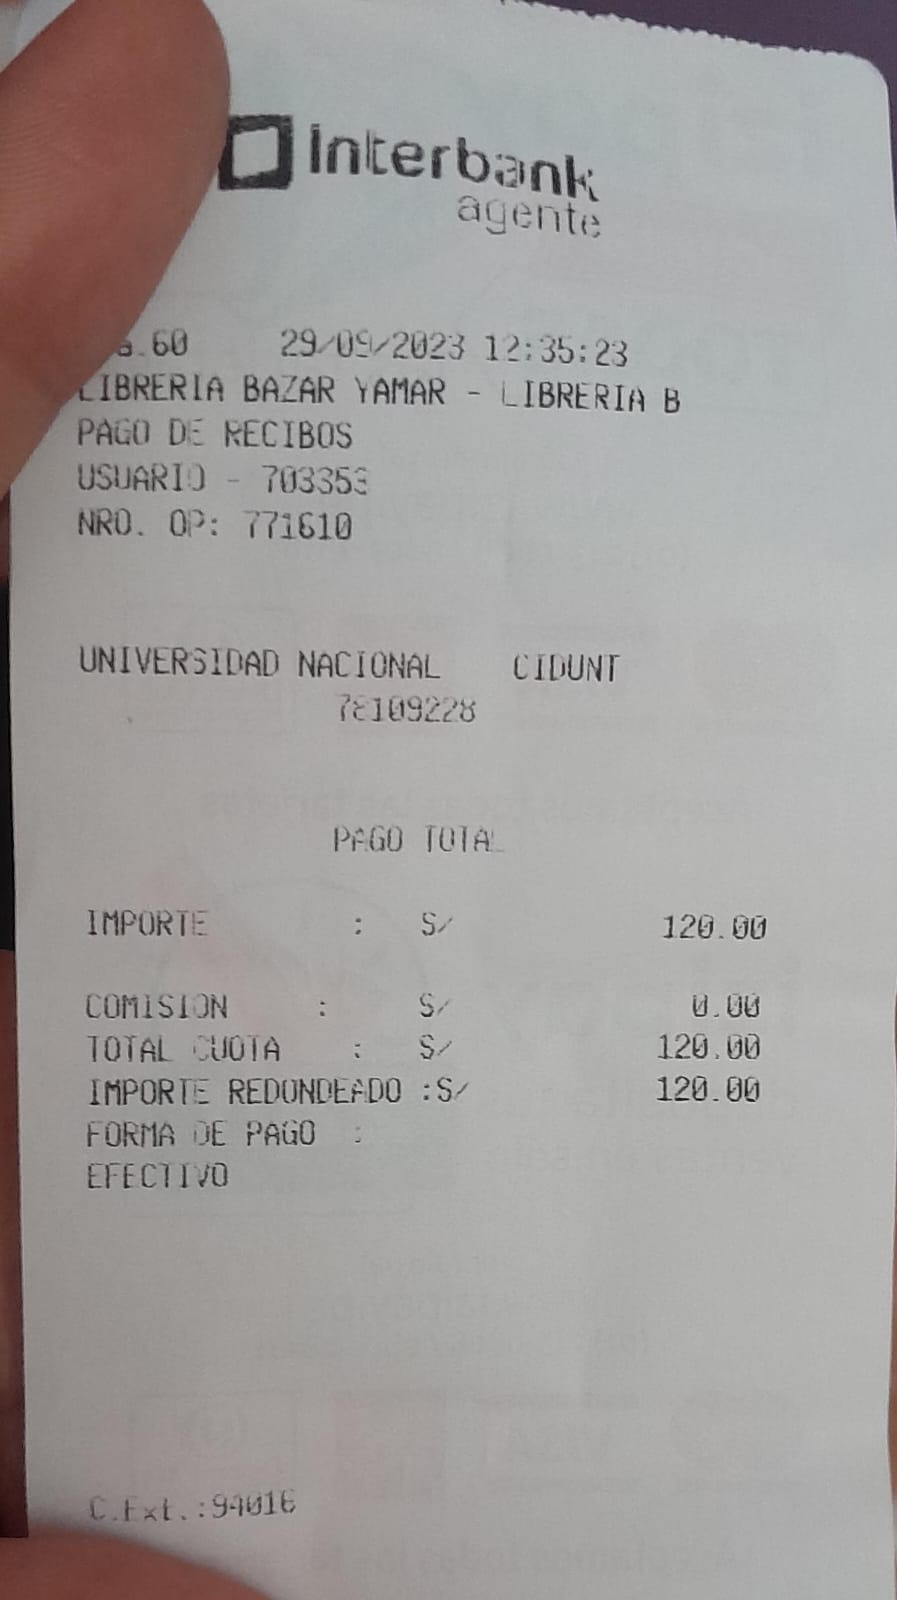 interbank
agente
.60 29/09/2023 12:35:23
LIBRERIA BAZAR YAMAR - LIBRERIA B
PAGO DE RECIBOS
USUARIO - 703353
NRO. OP: 771610
UNIVERSIDAD NACIONAL CIDUNT
78109228
PAGO TOTAL
IMPORTE : S/ 120.00
COMISION : S/ 0.00
TOTAL CUOTA : S/ 120.00
IMPORTE REDONDEADO :S/ 120.00
FORMA DE PAGO :
EFECTIVO
C.Ext.:94016